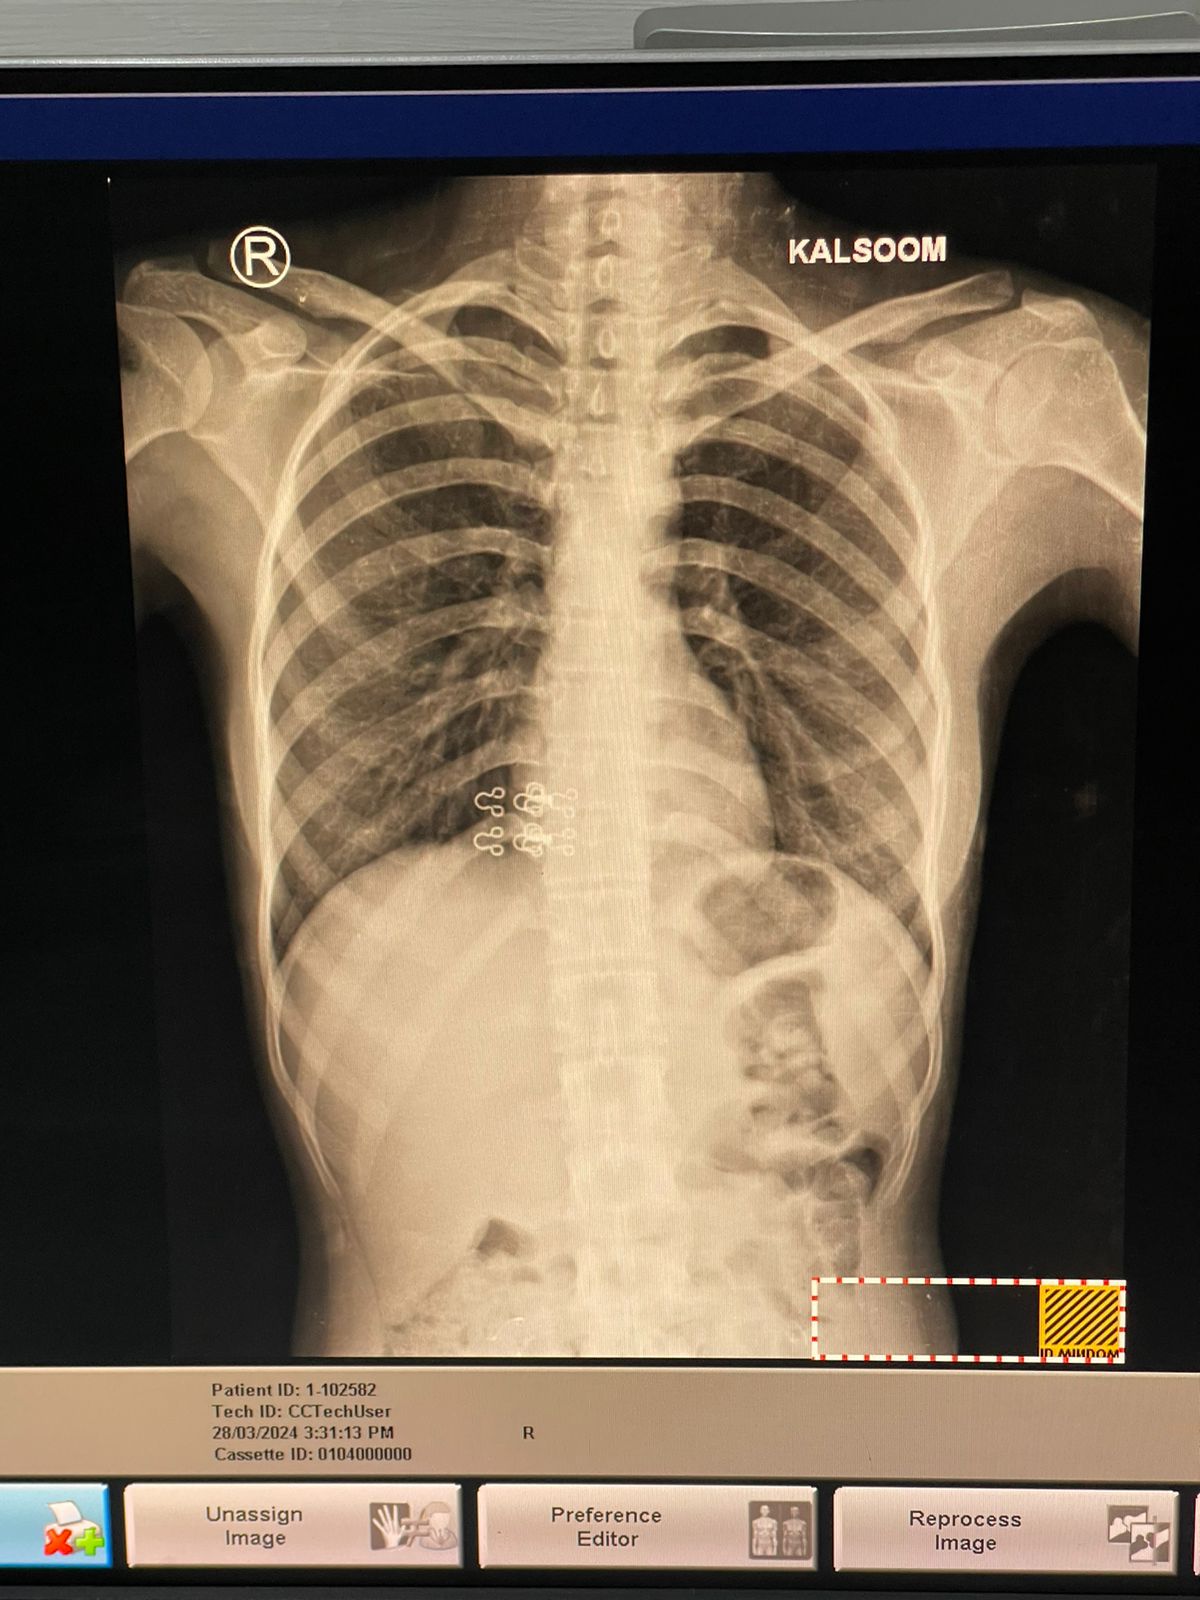 R
KALSOOM
ID WINDOW
Patient ID: 1-102582
Tech ID: CCTechUser
28/03/2024 3:31:13 PM
R
Cassette ID: 0104000000
Unassign
Image
Preference
Editor
Reprocess
Image